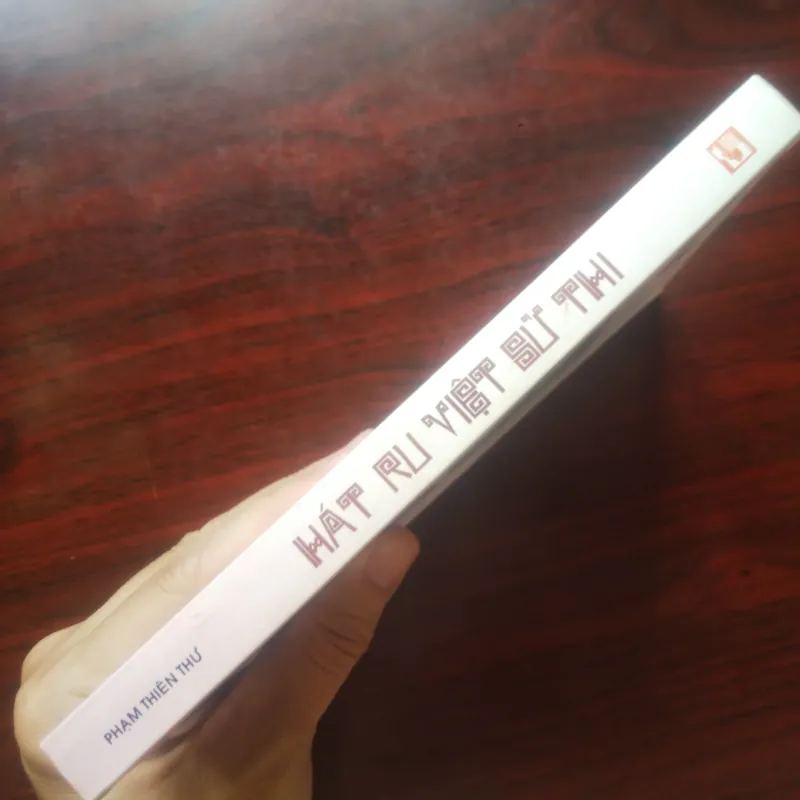 PHẠM THIÊN THƯ
HÁT RU VIỆT SỬ THI